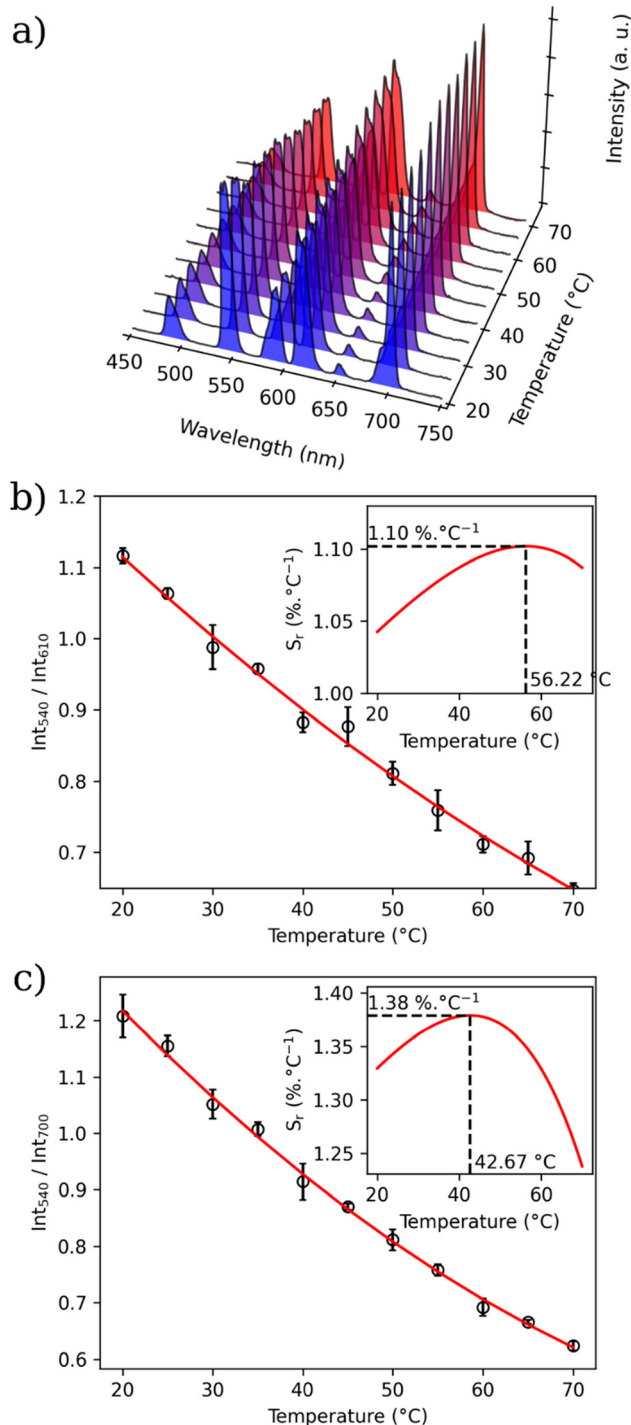 a)
Intensity (a. u.)
450
500
550
600
650
700
750
Wavelength (nm)
20
30
40
50
60
70
Temperature (°C)
b)
1.2
1.1
1.0
0.9
0.8
0.7
Int₅₄₀ / Int₆₁₀
20 30 40 50 60 70
Temperature (°C)
1.10 %.°C⁻¹
1.10
1.05
1.00
Sᵣ (%.°C⁻¹)
56.22 °C
20 40 60
Temperature (°C)
c)
1.2
1.1
1.0
0.9
0.8
0.7
0.6
Int₅₄₀ / Int₇₀₀
20 30 40 50 60 70
Temperature (°C)
1.40
1.38 %.°C⁻¹
1.35
1.30
1.25
Sᵣ (%.°C⁻¹)
42.67 °C
20 40 60
Temperature (°C)